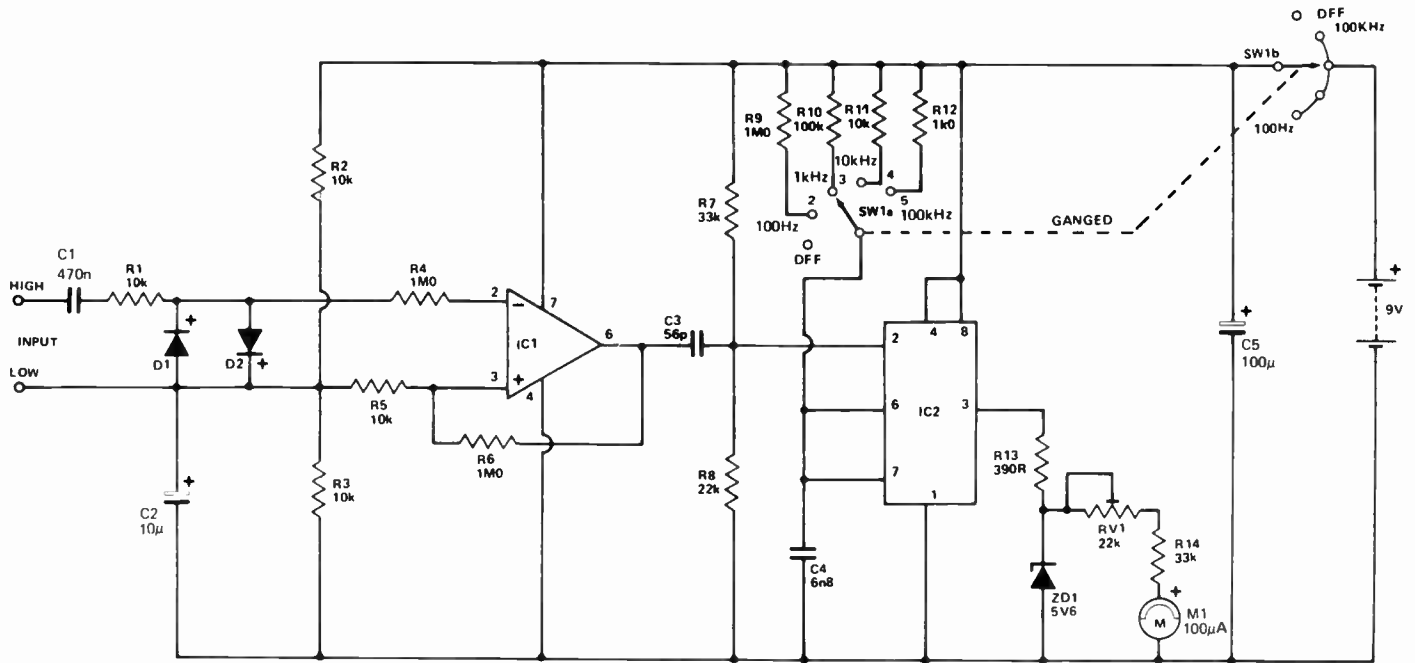 DFF
100KHz
SW1b
100Hz
R9
1M0
R10
100k
R11
10k
R12
1k0
R2
10k
R7
33k
10kHz
1kHz
3
4
2
5
SW1a
100kHz
100Hz
DFF
GANGED
C1
470n
R1
10k
HIGH
INPUT
LOW
R4
1M0
2
7
−
IC1
6
C3
56p
+
D1
D2
+
3
+
4
R5
10k
R6
1M0
2
4
8
6
IC2
3
7
1
+
C5
100μ
+
9V
R3
10k
R8
22k
R13
390R
+
C2
10μ
RV1
22k
R14
33k
C4
6n8
ZD1
5V6
+
M
M1
100μA